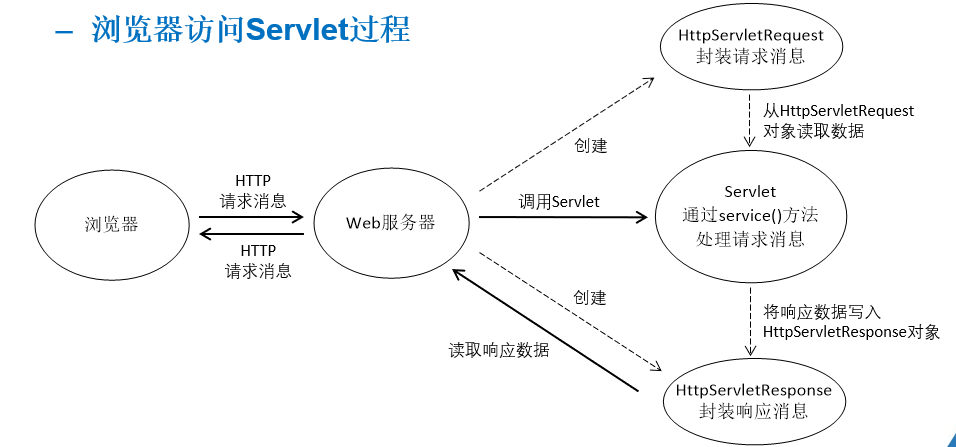 – 浏览器访问Servlet过程
HttpServletRequest
封装请求消息
从HttpServletRequest
对象读取数据
创建
HTTP
请求消息
浏览器
Web服务器
调用Servlet
Servlet
通过service()方法
处理请求消息
HTTP
请求消息
创建
读取响应数据
将响应数据写入
HttpServletResponse对象
HttpServletResponse
封装响应消息